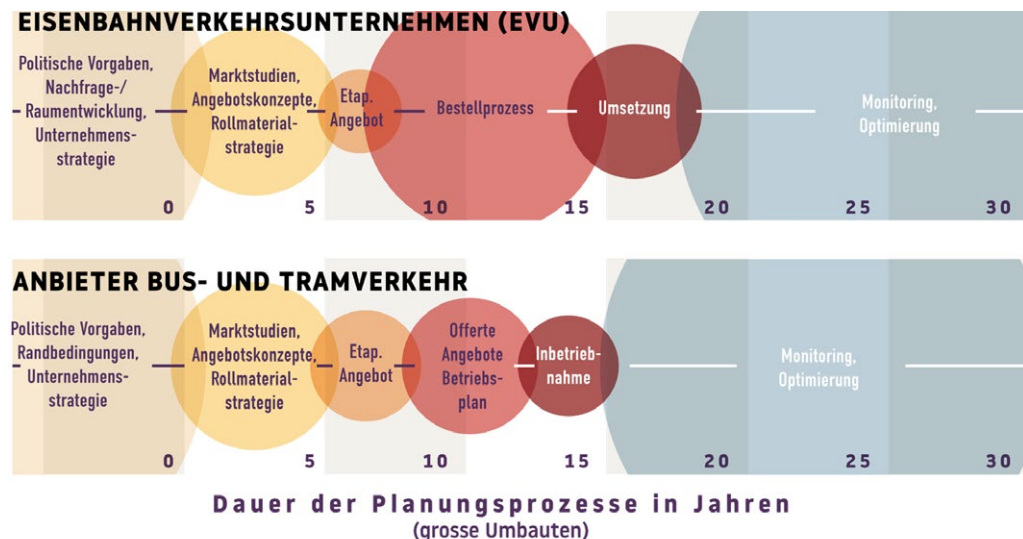 EISENBAHNVERKEHRSUNTERNEHMEN (EVU)
Politische Vorgaben,
Nachfrage-/
Raumentwicklung,
Unternehmens-
strategie
Marktstudien,
Angebotskonzepte,
Rollmaterial-
strategie
Etap.
Angebot
Bestellprozess
Umsetzung
Monitoring,
Optimierung
0 5 10 15 20 25 30
ANBIETER BUS- UND TRAMVERKEHR
Politische Vorgaben,
Randbedingungen,
Unternehmens-
strategie
Marktstudien,
Angebotskonzepte,
Rollmaterial-
strategie
Etap.
Angebot
Offerte
Angebote
Betriebs-
plan
Inbetrieb-
nahme
Monitoring,
Optimierung
0 5 10 15 20 25 30
Dauer der Planungsprozesse in Jahren
(grosse Umbauten)